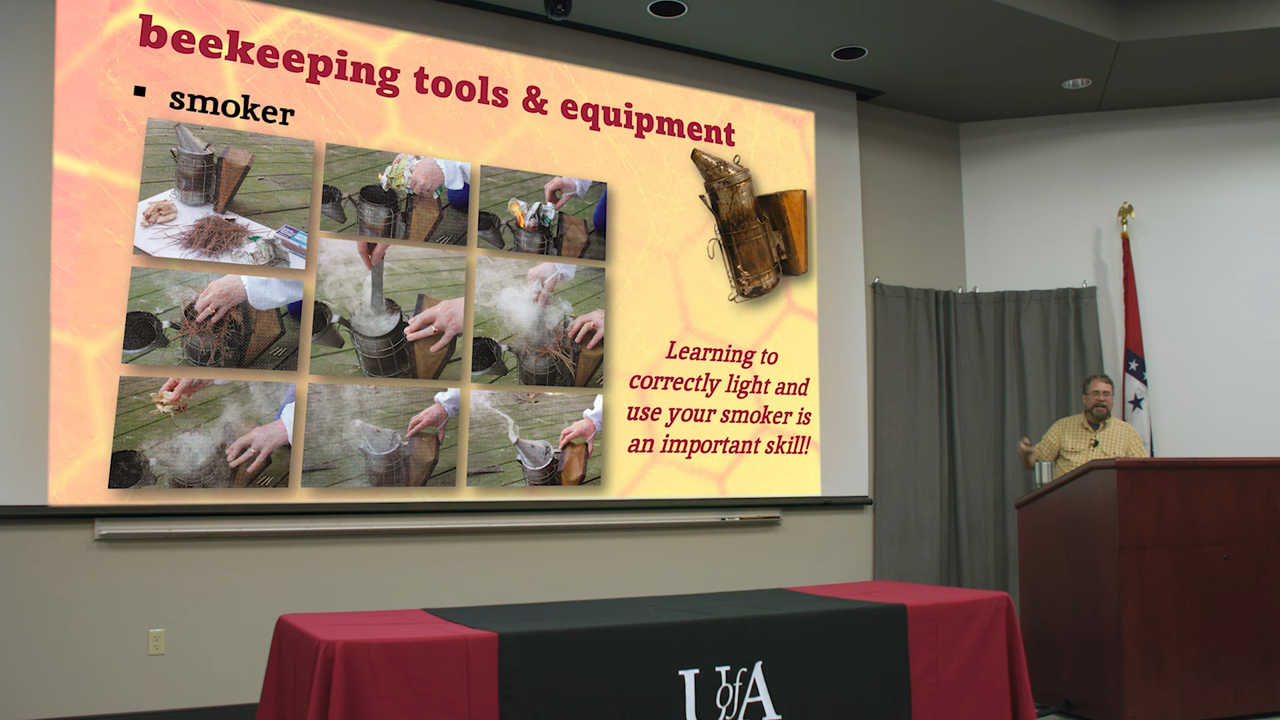 beekeeping tools & equipment
▪ smoker
Learning to
correctly light and
use your smoker is
an important skill!
UofA